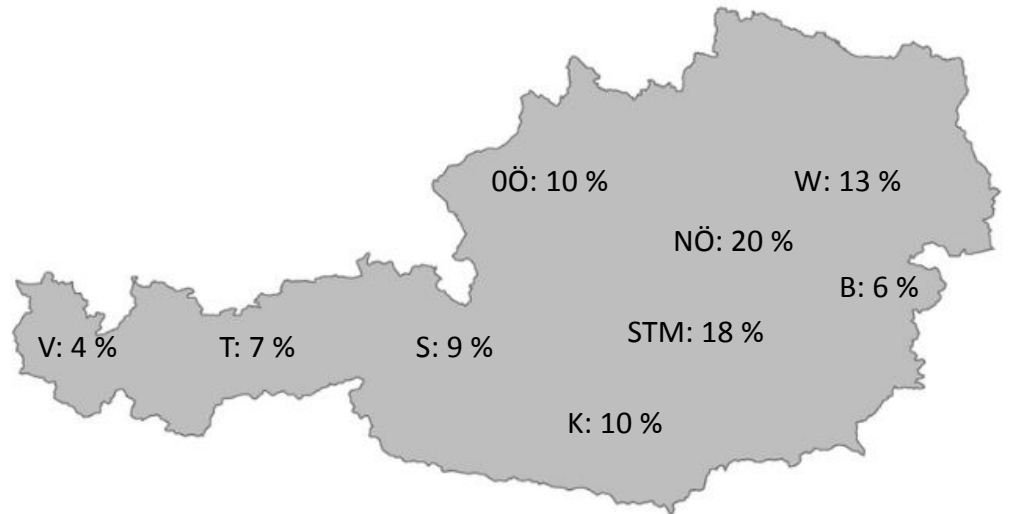 0Ö: 10 %
W: 13 %
NÖ: 20 %
B: 6 %
STM: 18 %
V: 4 %
T: 7 %
S: 9 %
K: 10 %